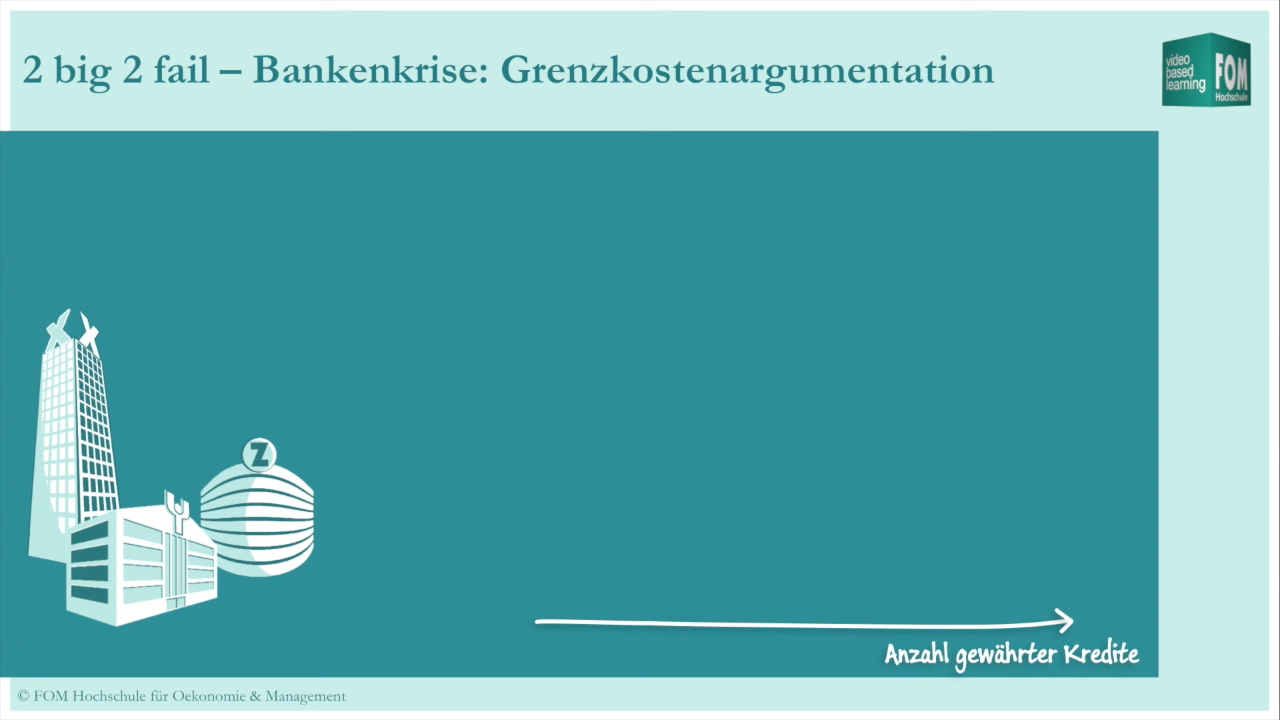 2 big 2 fail – Bankenkrise: Grenzkostenargumentation
video
based
learning
FOM
Hochschule
X
Y
Z
Anzahl gewährter Kredite
© FOM Hochschule für Oekonomie & Management